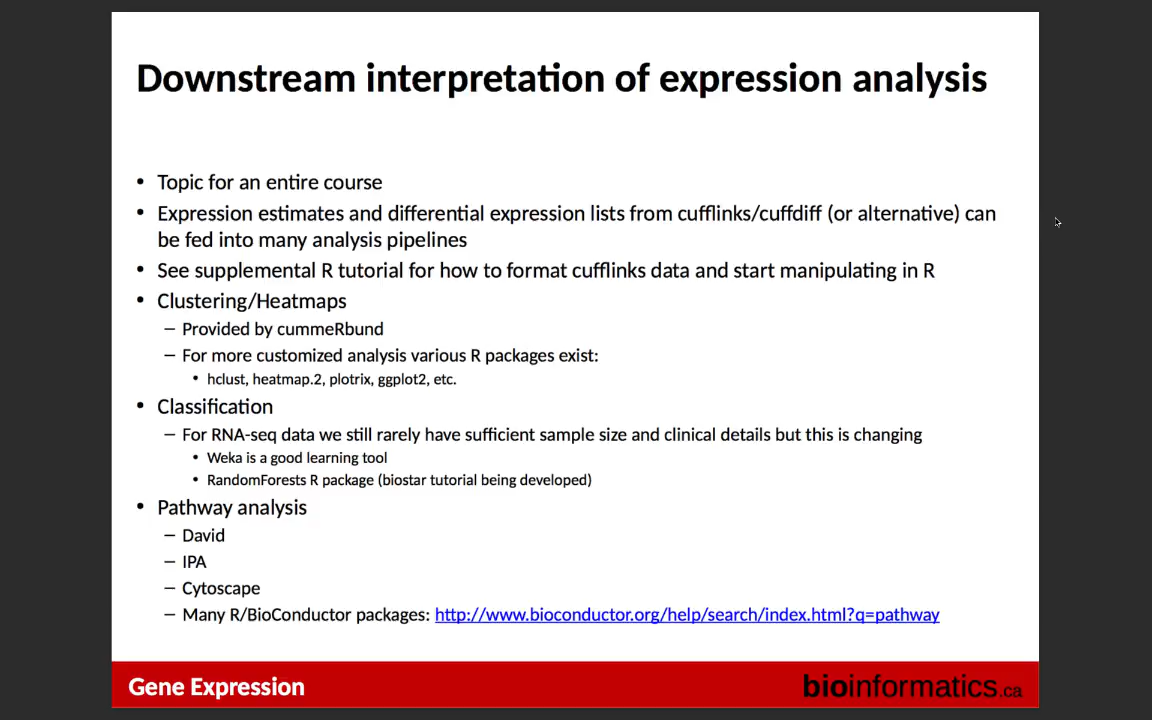 Downstream interpretation of expression analysis
• Topic for an entire course
• Expression estimates and differential expression lists from cufflinks/cuffdiff (or alternative) can
be fed into many analysis pipelines
• See supplemental R tutorial for how to format cufflinks data and start manipulating in R
• Clustering/Heatmaps
– Provided by cummeRbund
– For more customized analysis various R packages exist:
• hclust, heatmap.2, plotrix, ggplot2, etc.
• Classification
– For RNA-seq data we still rarely have sufficient sample size and clinical details but this is changing
• Weka is a good learning tool
• RandomForests R package (biostar tutorial being developed)
• Pathway analysis
– David
– IPA
– Cytoscape
– Many R/BioConductor packages: http://www.bioconductor.org/help/search/index.html?q=pathway
Gene Expression
bioinformatics.ca